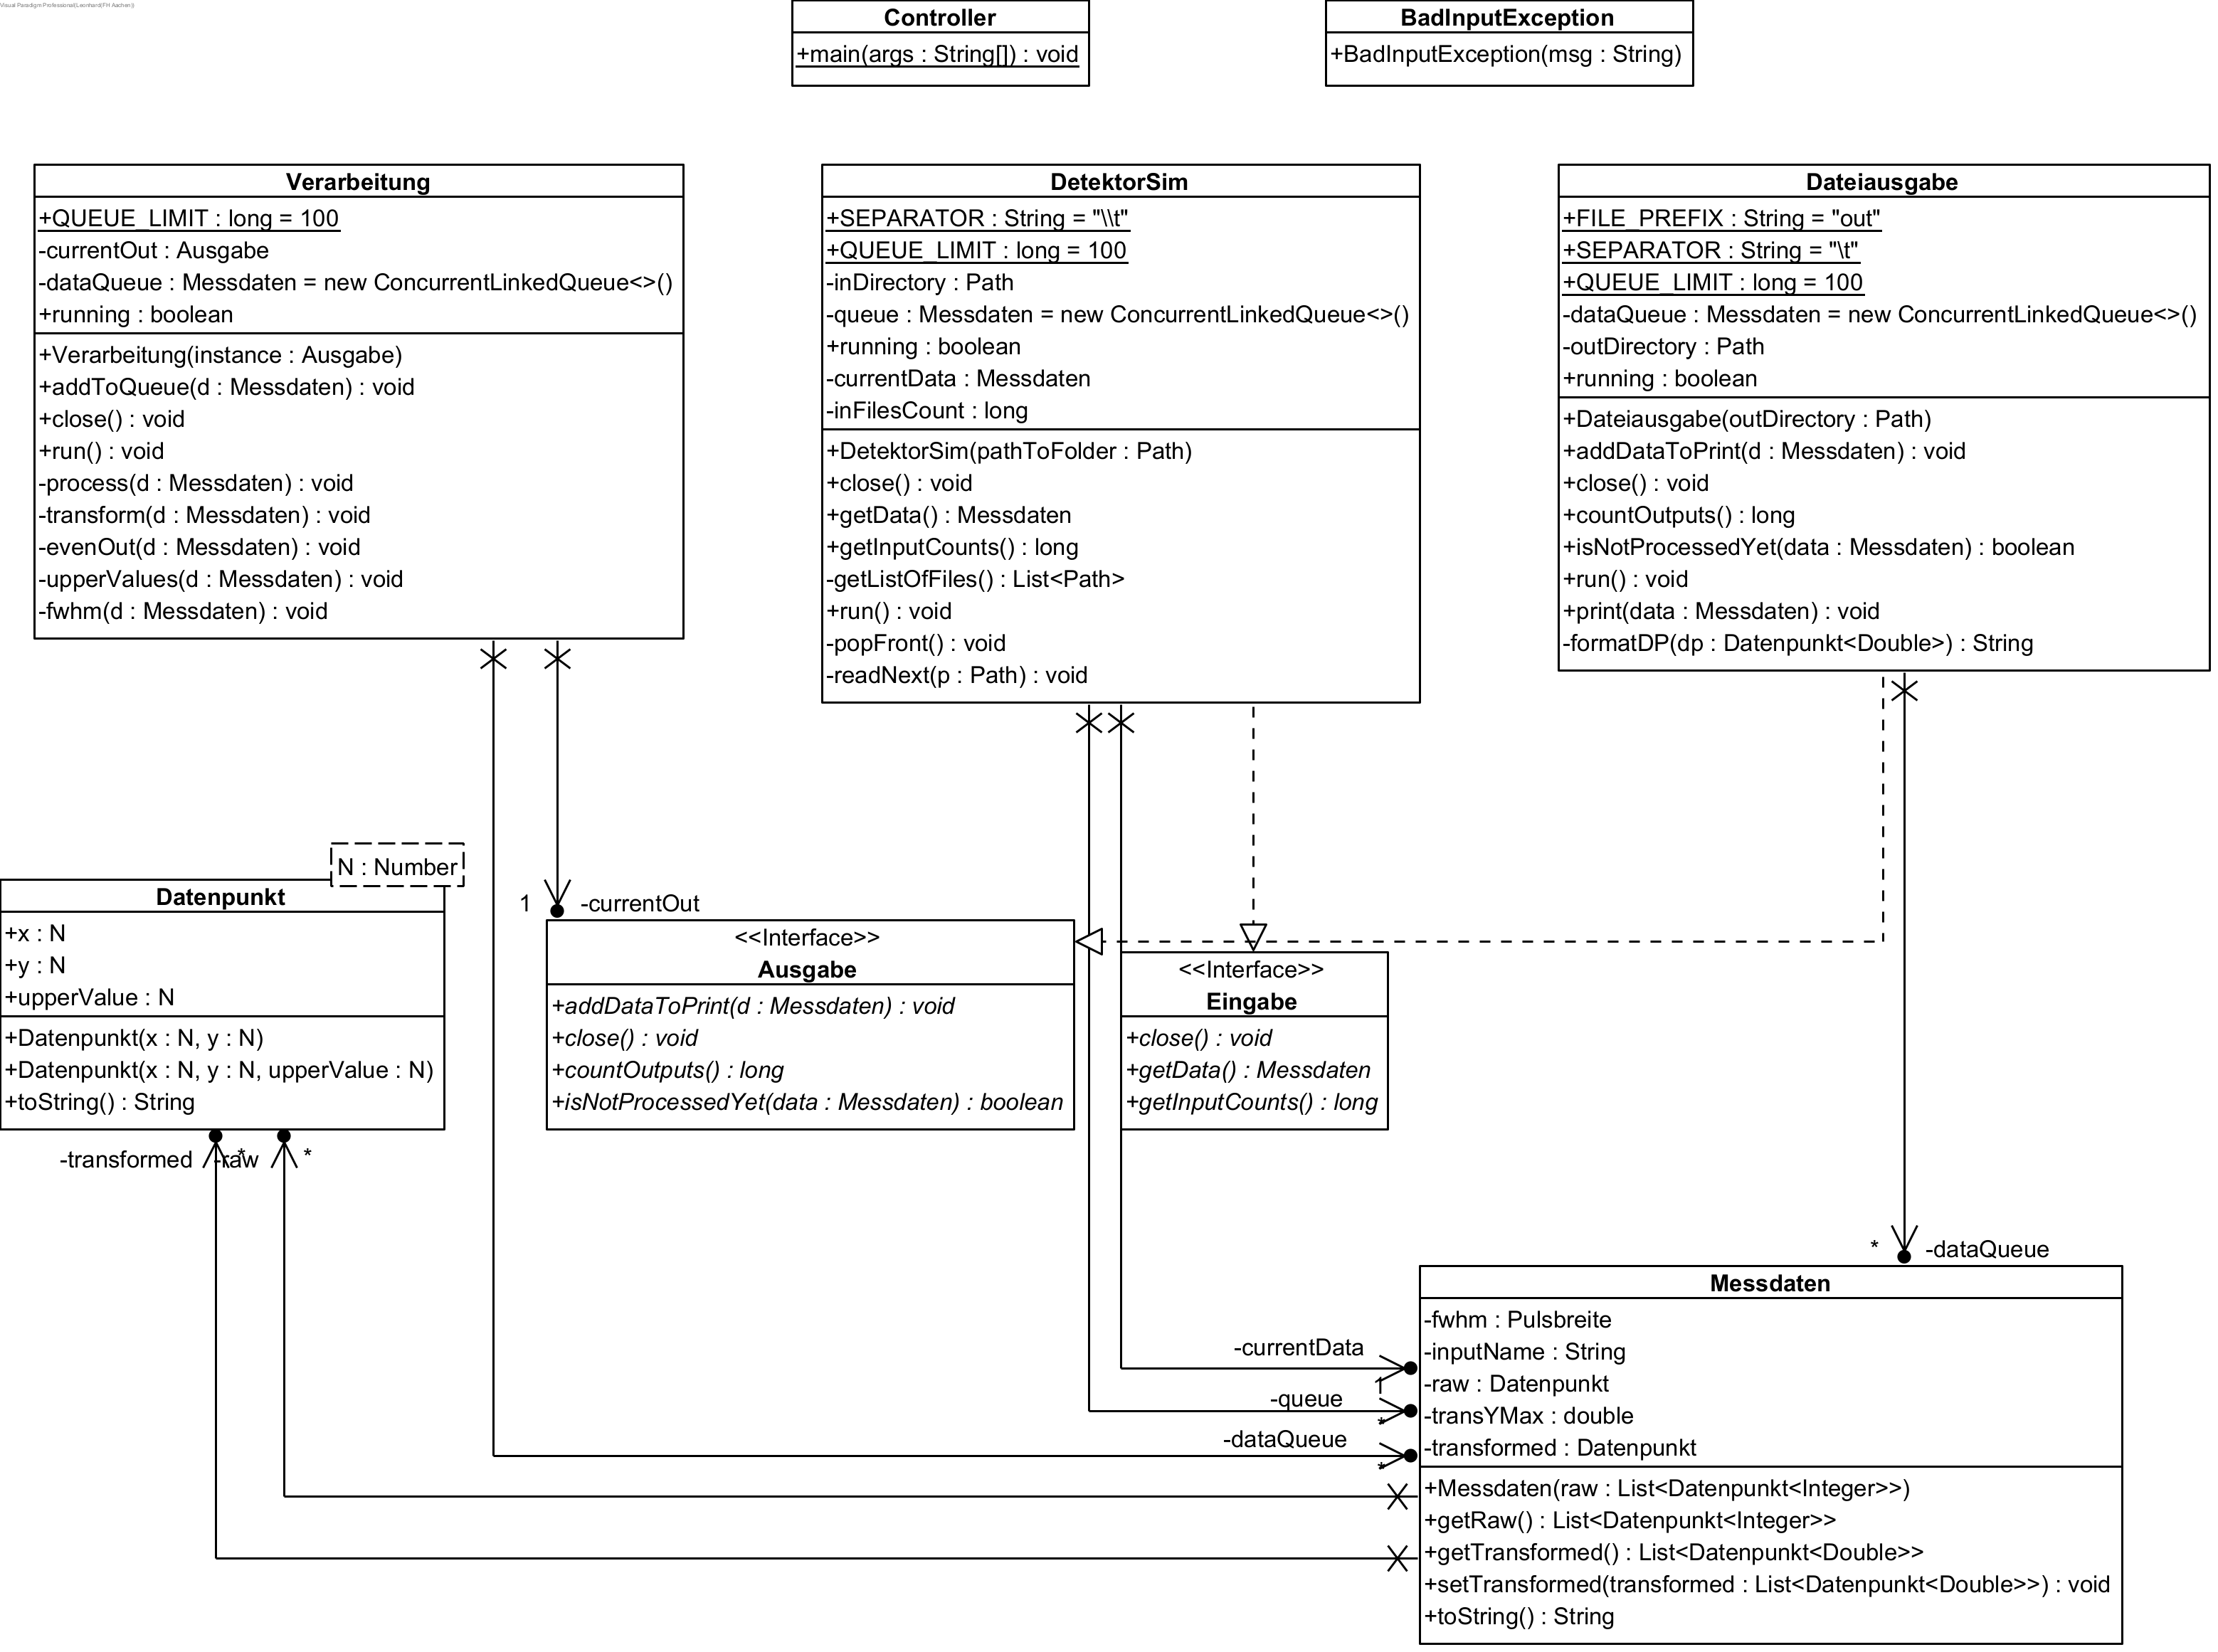 Visual Paradigm Professional(Leonhard(FH Aachen))
Controller
+main(args : String[]) : void
BadInputException
+BadInputException(msg : String)
Verarbeitung
+QUEUE_LIMIT : long = 100
-currentOut : Ausgabe
-dataQueue : Messdaten = new ConcurrentLinkedQueue<>()
+running : boolean
+Verarbeitung(instance : Ausgabe)
+addToQueue(d : Messdaten) : void
+close() : void
+run() : void
-process(d : Messdaten) : void
-transform(d : Messdaten) : void
-evenOut(d : Messdaten) : void
-upperValues(d : Messdaten) : void
-fwhm(d : Messdaten) : void
DetektorSim
+SEPARATOR : String = "\\t"
+QUEUE_LIMIT : long = 100
-inDirectory : Path
-queue : Messdaten = new ConcurrentLinkedQueue<>()
+running : boolean
-currentData : Messdaten
-inFilesCount : long
+DetektorSim(pathToFolder : Path)
+close() : void
+getData() : Messdaten
+getInputCounts() : long
-getListOfFiles() : List<Path>
+run() : void
-popFront() : void
-readNext(p : Path) : void
Dateiausgabe
+FILE_PREFIX : String = "out"
+SEPARATOR : String = "\t"
+QUEUE_LIMIT : long = 100
-dataQueue : Messdaten = new ConcurrentLinkedQueue<>()
-outDirectory : Path
+running : boolean
+Dateiausgabe(outDirectory : Path)
+addDataToPrint(d : Messdaten) : void
+close() : void
+countOutputs() : long
+isNotProcessedYet(data : Messdaten) : boolean
+run() : void
+print(data : Messdaten) : void
-formatDP(dp : Datenpunkt<Double>) : String
N : Number
Datenpunkt
+x : N
+y : N
+upperValue : N
+Datenpunkt(x : N, y : N)
+Datenpunkt(x : N, y : N, upperValue : N)
+toString() : String
-transformed
*
-raw
*
1
-currentOut
<<Interface>>
Ausgabe
+addDataToPrint(d : Messdaten) : void
+close() : void
+countOutputs() : long
+isNotProcessedYet(data : Messdaten) : boolean
<<Interface>>
Eingabe
+close() : void
+getData() : Messdaten
+getInputCounts() : long
*
-dataQueue
-currentData
1
-queue
*
-dataQueue
*
Messdaten
-fwhm : Pulsbreite
-inputName : String
-raw : Datenpunkt
-transYMax : double
-transformed : Datenpunkt
+Messdaten(raw : List<Datenpunkt<Integer>>)
+getRaw() : List<Datenpunkt<Integer>>
+getTransformed() : List<Datenpunkt<Double>>
+setTransformed(transformed : List<Datenpunkt<Double>>) : void
+toString() : String